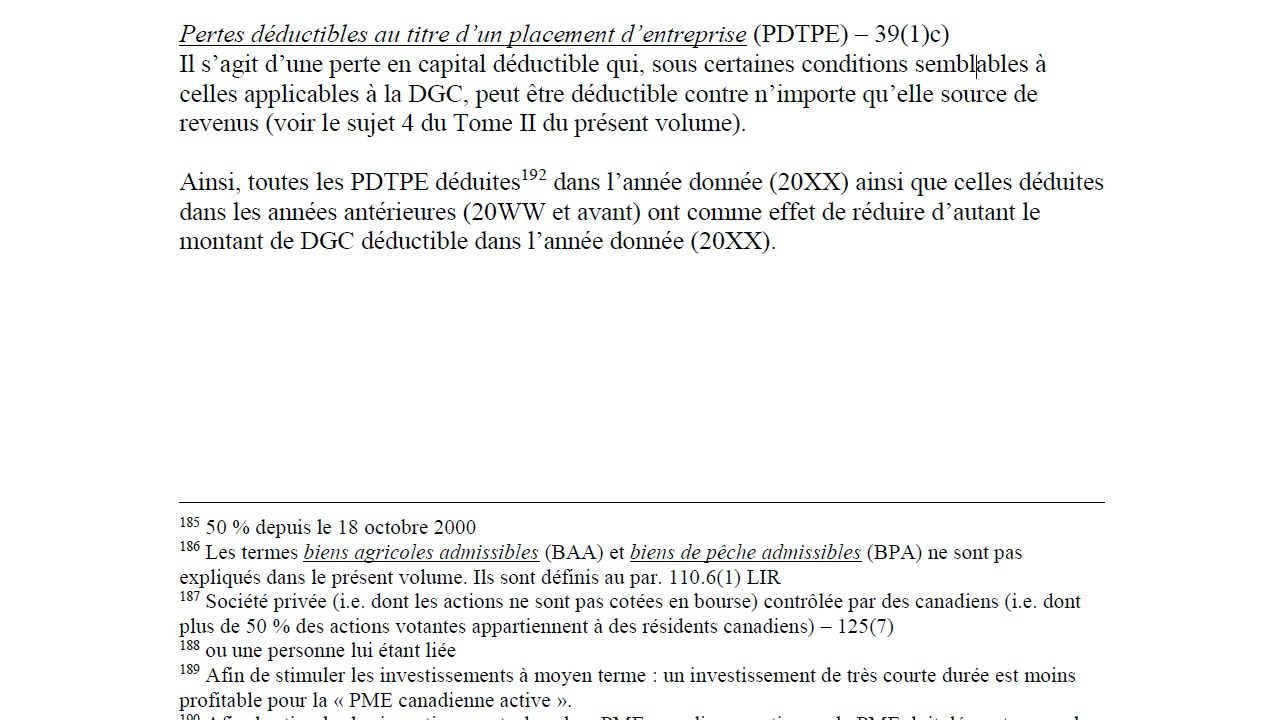 Pertes déductibles au titre d’un placement d’entreprise (PDTPE) – 39(1)c)
Il s’agit d’une perte en capital déductible qui, sous certaines conditions semblables à
celles applicables à la DGC, peut être déductible contre n’importe qu’elle source de
revenus (voir le sujet 4 du Tome II du présent volume).
Ainsi, toutes les PDTPE déduites192 dans l’année donnée (20XX) ainsi que celles déduites
dans les années antérieures (20WW et avant) ont comme effet de réduire d’autant le
montant de DGC déductible dans l’année donnée (20XX).
185 50 % depuis le 18 octobre 2000
186 Les termes biens agricoles admissibles (BAA) et biens de pêche admissibles (BPA) ne sont pas
expliqués dans le présent volume. Ils sont définis au par. 110.6(1) LIR
187 Société privée (i.e. dont les actions ne sont pas cotées en bourse) contrôlée par des canadiens (i.e. dont
plus de 50 % des actions votantes appartiennent à des résidents canadiens) – 125(7)
188 ou une personne lui étant liée
189 Afin de stimuler les investissements à moyen terme : un investissement de très courte durée est moins
profitable pour la « PME canadienne active ».